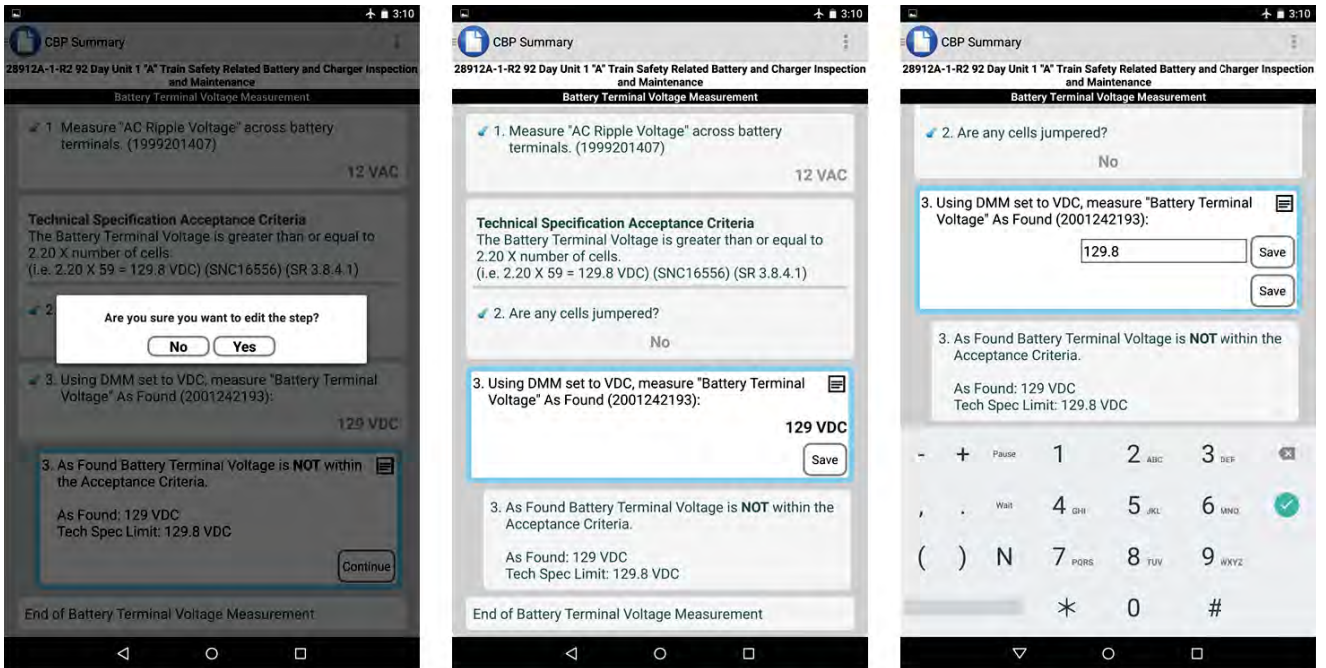 3:10
CBP Summary
28912A-1-R2 92 Day Unit 1 "A" Train Safety Related Battery and Charger Inspection
and Maintenance
Battery Terminal Voltage Measurement
1 Measure "AC Ripple Voltage" across battery
terminals. (1999201407)
12 VAC
Technical Specification Acceptance Criteria
The Battery Terminal Voltage is greater than or equal to
2.20 X number of cells.
(i.e. 2.20 X 59 = 129.8 VDC) (SNC16556) (SR 3.8.4.1)
2
Are you sure you want to edit the step?
No Yes
3. Using DMM set to VDC, measure "Battery Terminal
Voltage" As Found (2001242193):
129 VDC
3. As Found Battery Terminal Voltage is NOT within
the Acceptance Criteria.
As Found: 129 VDC
Tech Spec Limit: 129.8 VDC
Continue
End of Battery Terminal Voltage Measurement
3:10
CBP Summary
28912A-1-R2 92 Day Unit 1 "A" Train Safety Related Battery and Charger Inspection
and Maintenance
Battery Terminal Voltage Measurement
1. Measure "AC Ripple Voltage" across battery
terminals. (1999201407)
12 VAC
Technical Specification Acceptance Criteria
The Battery Terminal Voltage is greater than or equal to
2.20 X number of cells.
(i.e. 2.20 X 59 = 129.8 VDC) (SNC16556) (SR 3.8.4.1)
2. Are any cells jumpered?
No
3. Using DMM set to VDC, measure "Battery Terminal
Voltage" As Found (2001242193):
129 VDC
Save
3. As Found Battery Terminal Voltage is NOT within the
Acceptance Criteria.
As Found: 129 VDC
Tech Spec Limit: 129.8 VDC
End of Battery Terminal Voltage Measurement
3:10
CBP Summary
28912A-1-R2 92 Day Unit 1 "A" Train Safety Related Battery and Charger Inspection
and Maintenance
Battery Terminal Voltage Measurement
2. Are any cells jumpered?
No
3. Using DMM set to VDC, measure "Battery Terminal
Voltage" As Found (2001242193):
129.8 Save
Save
3. As Found Battery Terminal Voltage is NOT within the
Acceptance Criteria.
As Found: 129 VDC
Tech Spec Limit: 129.8 VDC
- + Pause 1 2 ABC 3 DEF
, . Wait 4 GHI 5 JKL 6 MNO
( ) N 7 PQRS 8 TUV 9 WXYZ
* 0 #